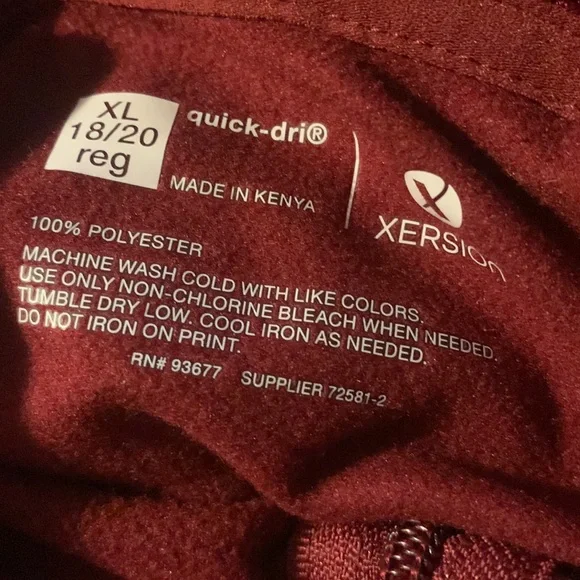 XL
18/20
reg
quick-dri®
MADE IN KENYA
XERSION
100% POLYESTER
MACHINE WASH COLD WITH LIKE COLORS.
USE ONLY NON-CHLORINE BLEACH WHEN NEEDED.
TUMBLE DRY LOW. COOL IRON AS NEEDED.
DO NOT IRON ON PRINT.
RN# 93677 SUPPLIER 72581-2